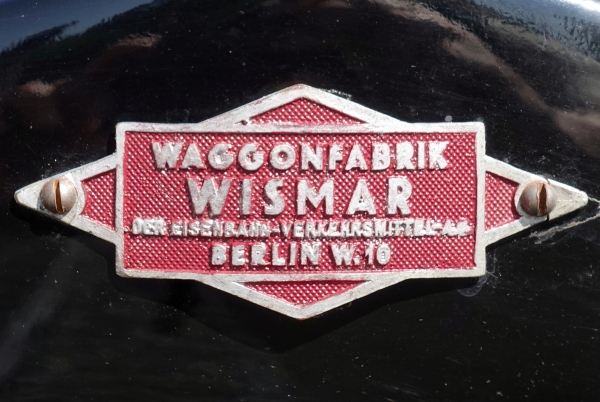 WAGGONFABRIK
WISMAR
DER EISENBAHN-VERKEHRSMITTEL-A.G.
BERLIN W. 10